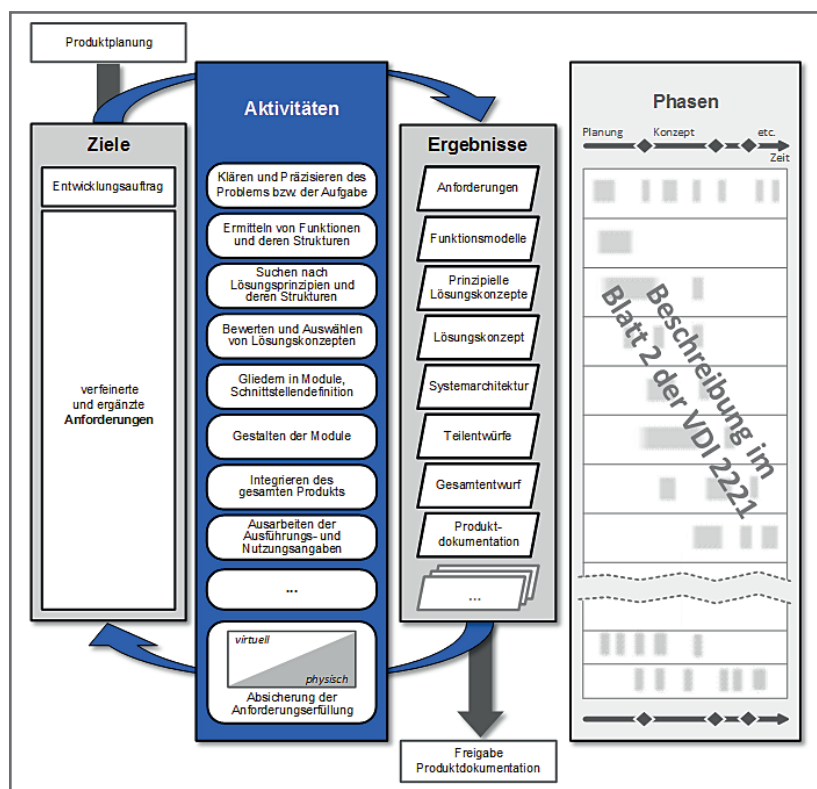 Produktplanung
Ziele
Entwicklungsauftrag
verfeinerte
und ergänzte
Anforderungen
Aktivitäten
Klären und Präzisieren des
Problems bzw. der Aufgabe
Ermitteln von Funktionen
und deren Strukturen
Suchen nach
Lösungsprinzipien und
deren Strukturen
Bewerten und Auswählen
von Lösungskonzepten
Gliedern in Module,
Schnittstellendefinition
Gestalten der Module
Integrieren des
gesamten Produkts
Ausarbeiten der
Ausführungs- und
Nutzungsangaben
...
virtuell
physisch
Absicherung der
Anforderungserfüllung
Ergebnisse
Anforderungen
Funktionsmodelle
Prinzipielle
Lösungskonzepte
Lösungskonzept
Systemarchitektur
Teilentwürfe
Gesamtentwurf
Produkt-
dokumentation
...
Freigabe
Produktdokumentation
Phasen
Planung Konzept etc.
Zeit
Beschreibung im
Blatt 2 der VDI 2221